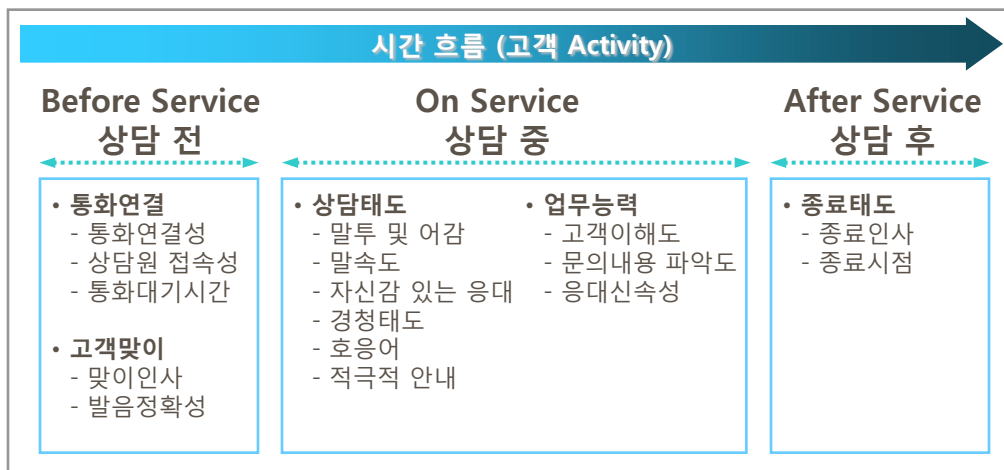 시간 흐름 (고객 Activity)
Before Service
상담 전
On Service
상담 중
After Service
상담 후
• 통화연결
- 통화연결성
- 상담원 접속성
- 통화대기시간
• 고객맞이
- 맞이인사
- 발음정확성
• 상담태도
- 말투 및 어감
- 말속도
- 자신감 있는 응대
- 경청태도
- 호응어
- 적극적 안내
• 업무능력
- 고객이해도
- 문의내용 파악도
- 응대신속성
• 종료태도
- 종료인사
- 종료시점